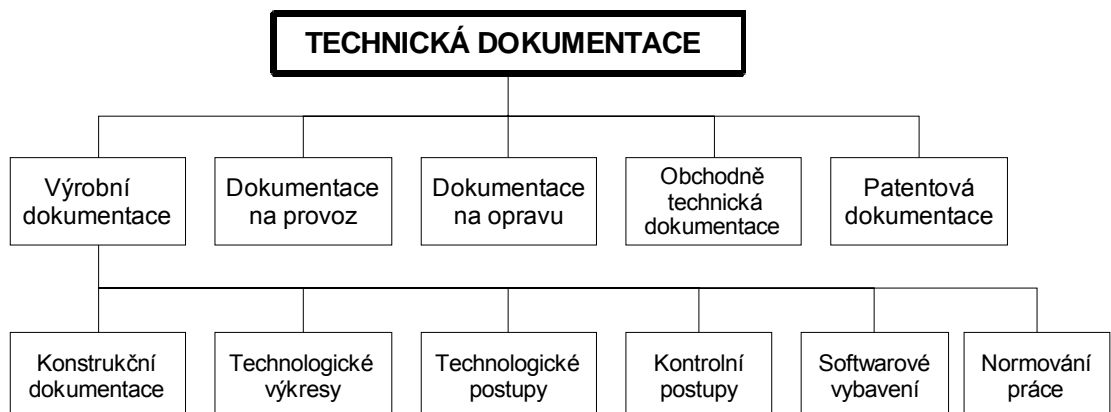 TECHNICKÁ DOKUMENTACE
Výrobní
dokumentace
Dokumentace
na provoz
Dokumentace
na opravu
Obchodně
technická
dokumentace
Patentová
dokumentace
Konstrukční
dokumentace
Technologické
výkresy
Technologické
postupy
Kontrolní
postupy
Softwarové
vybavení
Normování
práce